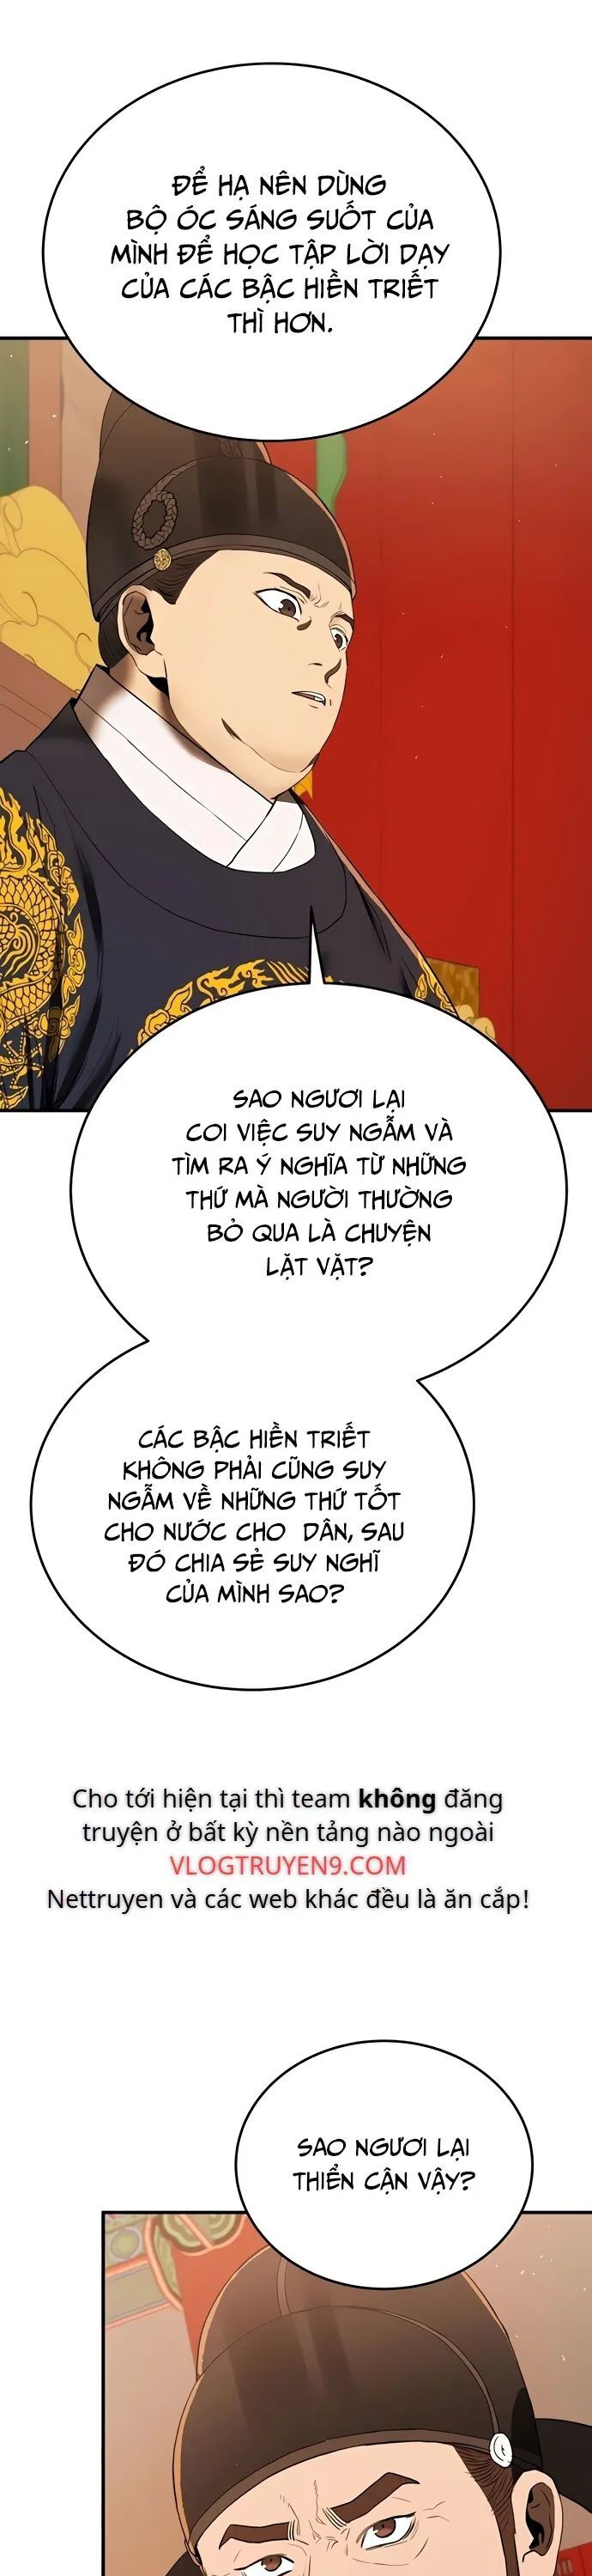 ĐỂ HẠ NÊN DÙNG
BỘ ÓC SÁNG SUỐT CỦA
MÌNH ĐỂ HỌC TẬP LỜI DẠY
CỦA CÁC BẬC HIỀN TRIẾT
THÌ HƠN.
SAO NGƯƠI LẠI
COI VIỆC SUY NGẪM VÀ
TÌM RA Ý NGHĨA TỪ NHỮNG
THỨ MÀ NGƯỜI THƯỜNG
BỎ QUA LÀ CHUYỆN
LẶT VẶT?
CÁC BẬC HIỀN TRIẾT
KHÔNG PHẢI CŨNG SUY
NGẪM VỀ NHỮNG THỨ TỐT
CHO NƯỚC CHO DÂN, SAU
ĐÓ CHIA SẺ SUY NGHĨ
CỦA MÌNH SAO?
Cho tới hiện tại thì team không đăng
truyện ở bất kỳ nền tảng nào ngoài
VLOGTRUYEN9.COM
Nettruyen và các web khác đều là ăn cắp!
SAO NGƯƠI LẠI
THIỂN CẬN VẬY?